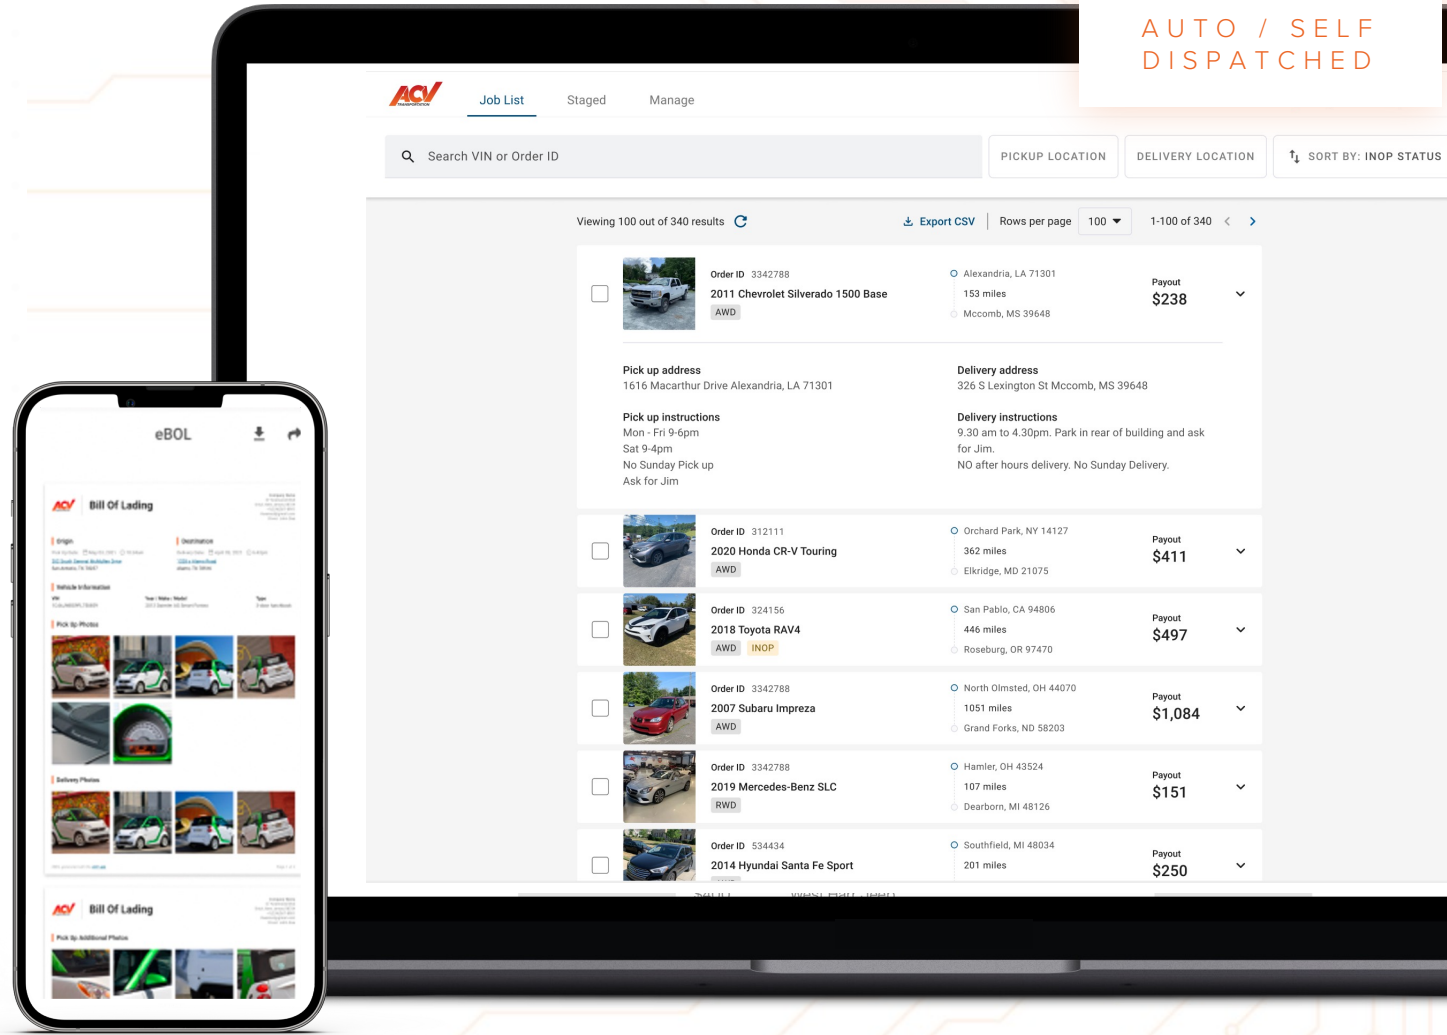 AUTO / SELF
DISPATCHED
ACV
TRANSPORTATION
Job List
Staged
Manage
Search VIN or Order ID
PICKUP LOCATION
DELIVERY LOCATION
SORT BY: INOP STATUS
Viewing 100 out of 340 results
Export CSV
Rows per page
100
1-100 of 340
Order ID 3342788
2011 Chevrolet Silverado 1500 Base
AWD
Alexandria, LA 71301
153 miles
Mccomb, MS 39648
Payout
$238
Pick up address
1616 Macarthur Drive Alexandria, LA 71301
Delivery address
326 S Lexington St Mccomb, MS 39648
Pick up instructions
Mon - Fri 9-6pm
Sat 9-4pm
No Sunday Pick up
Ask for Jim
Delivery instructions
9.30 am to 4.30pm. Park in rear of building and ask
for Jim.
NO after hours delivery. No Sunday Delivery.
Order ID 312111
2020 Honda CR-V Touring
AWD
Orchard Park, NY 14127
362 miles
Elkridge, MD 21075
Payout
$411
Order ID 324156
2018 Toyota RAV4
AWD
INOP
San Pablo, CA 94806
446 miles
Roseburg, OR 97470
Payout
$497
Order ID 3342788
2007 Subaru Impreza
AWD
North Olmsted, OH 44070
1051 miles
Grand Forks, ND 58203
Payout
$1,084
Order ID 3342788
2019 Mercedes-Benz SLC
RWD
Hamler, OH 43524
107 miles
Dearborn, MI 48126
Payout
$151
Order ID 534434
2014 Hyundai Santa Fe Sport
Southfield, MI 48034
201 miles
Payout
$250
eBOL
ACV
Bill Of Lading
Origin
Destination
Vehicle Information
VIN
Year / Make / Model
Type
Pick Up Photos
Delivery Photos
ACV
Bill Of Lading
Pick Up Additional Photos